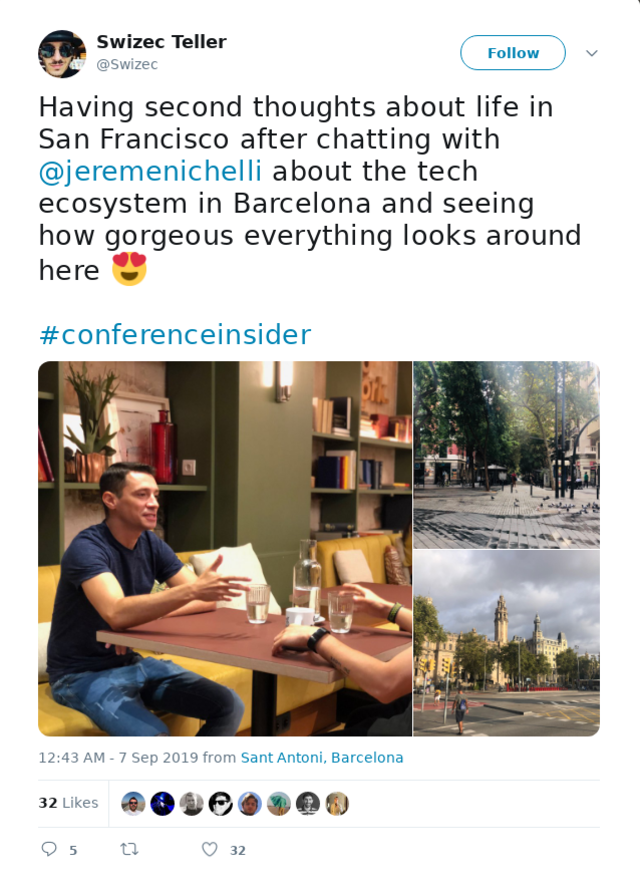 Swizec Teller
@Swizec
Follow
Having second thoughts about life in
San Francisco after chatting with
@jeremenichelli about the tech
ecosystem in Barcelona and seeing
how gorgeous everything looks around
here 😍
#conferenceinsider
12:43 AM - 7 Sep 2019 from Sant Antoni, Barcelona
32 Likes
5
32